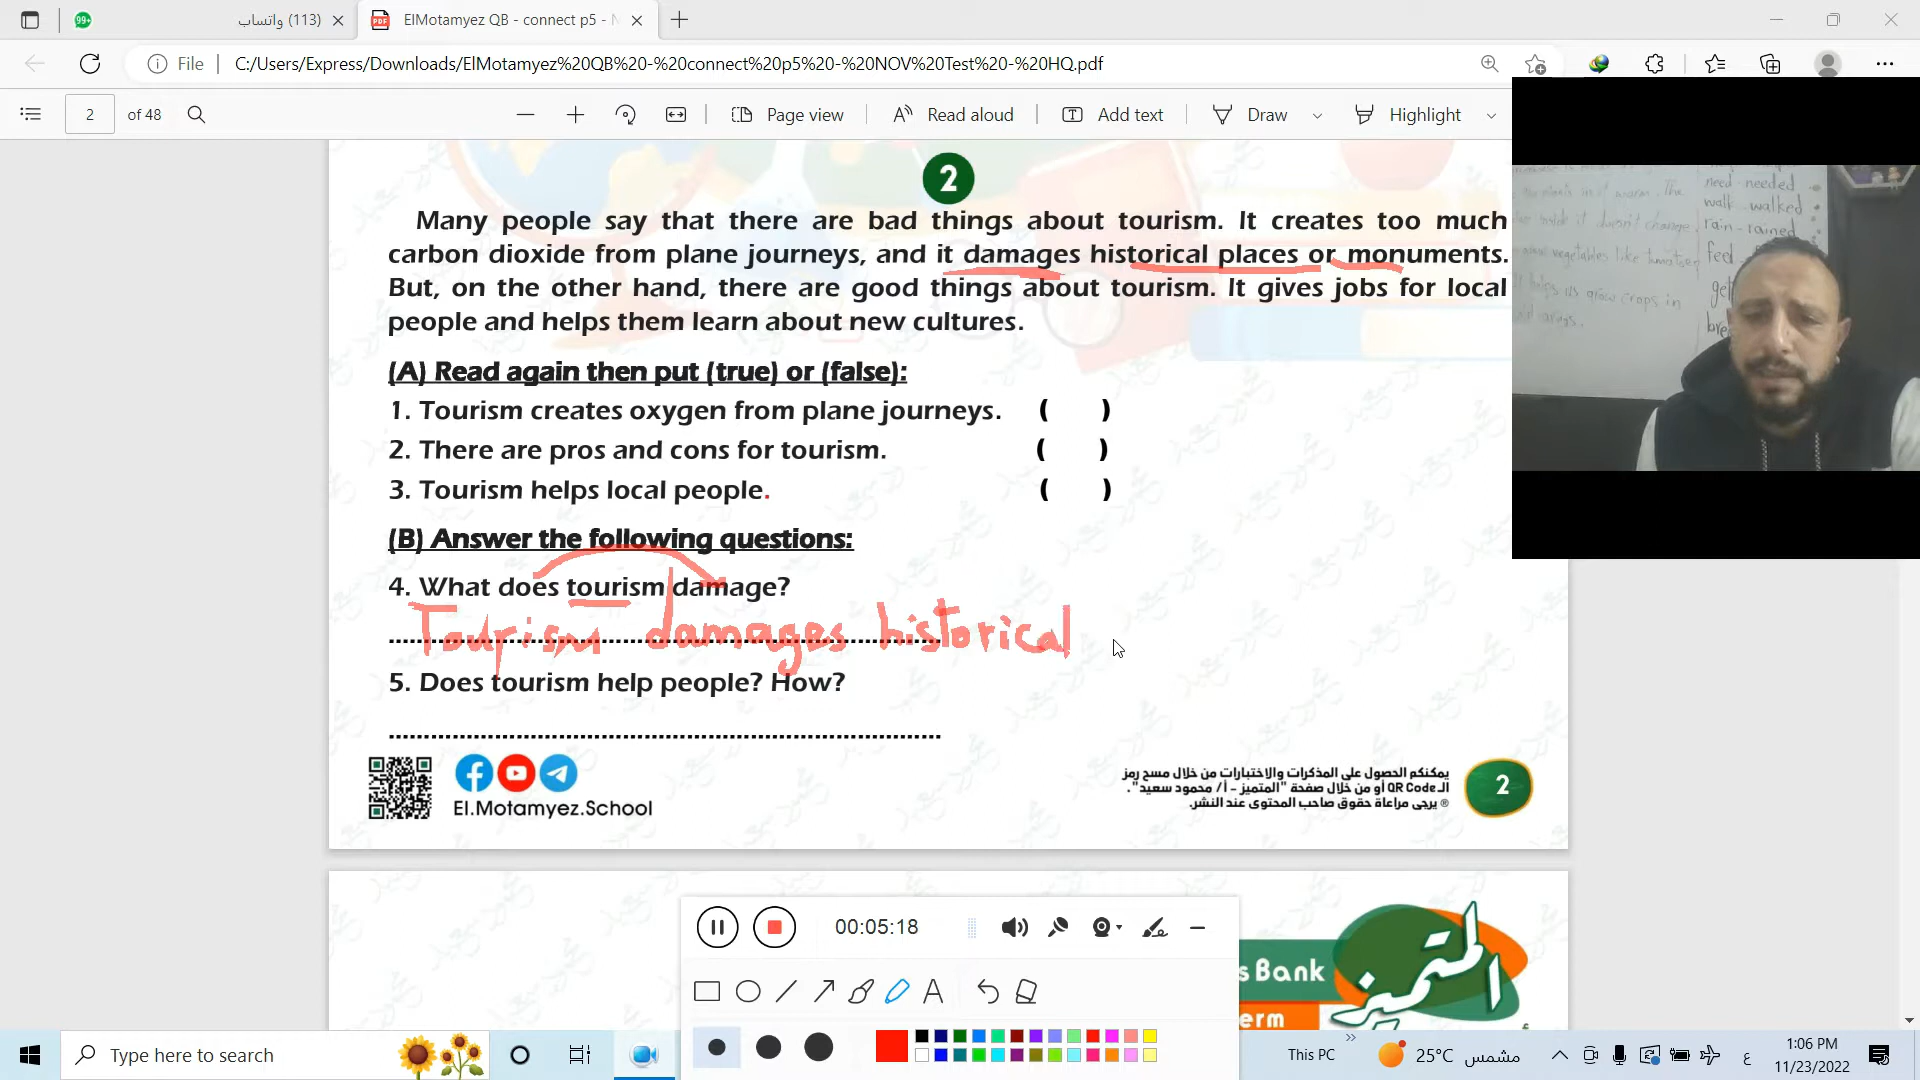 99+
واتساب (113)
ElMotamyez QB - connect p5 - N
File
C:/Users/Express/Downloads/ElMotamyez%20QB%20-%20connect%20p5%20-%20NOV%20Test%20-%20HQ.pdf
2
of 48
Page view
Read aloud
Add text
Draw
Highlight
2
Many people say that there are bad things about tourism. It creates too much
carbon dioxide from plane journeys, and it damages historical places or monuments.
But, on the other hand, there are good things about tourism. It gives jobs for local
people and helps them learn about new cultures.
(A) Read again then put (true) or (false):
1. Tourism creates oxygen from plane journeys. ( )
2. There are pros and cons for tourism. ( )
3. Tourism helps local people. ( )
(B) Answer the following questions:
4. What does tourism damage?
Tourism damages historical
5. Does tourism help people? How?
El.Motamyez.School
يمكنكم الحصول على المذكرات والاختبارات من خلال مسح رمز
الـ QR Code أو من خلال صفحة "المتميز - أ/ محمود سعيد".
® يرجى مراعاة حقوق صاحب المحتوى عند النشر.
2
need - needed
walk - walked
rain - rained
feel
get
s Bank
erm
المتميز
00:05:18
A
Type here to search
This PC
25°C مشمس
ع
1:06 PM
11/23/2022